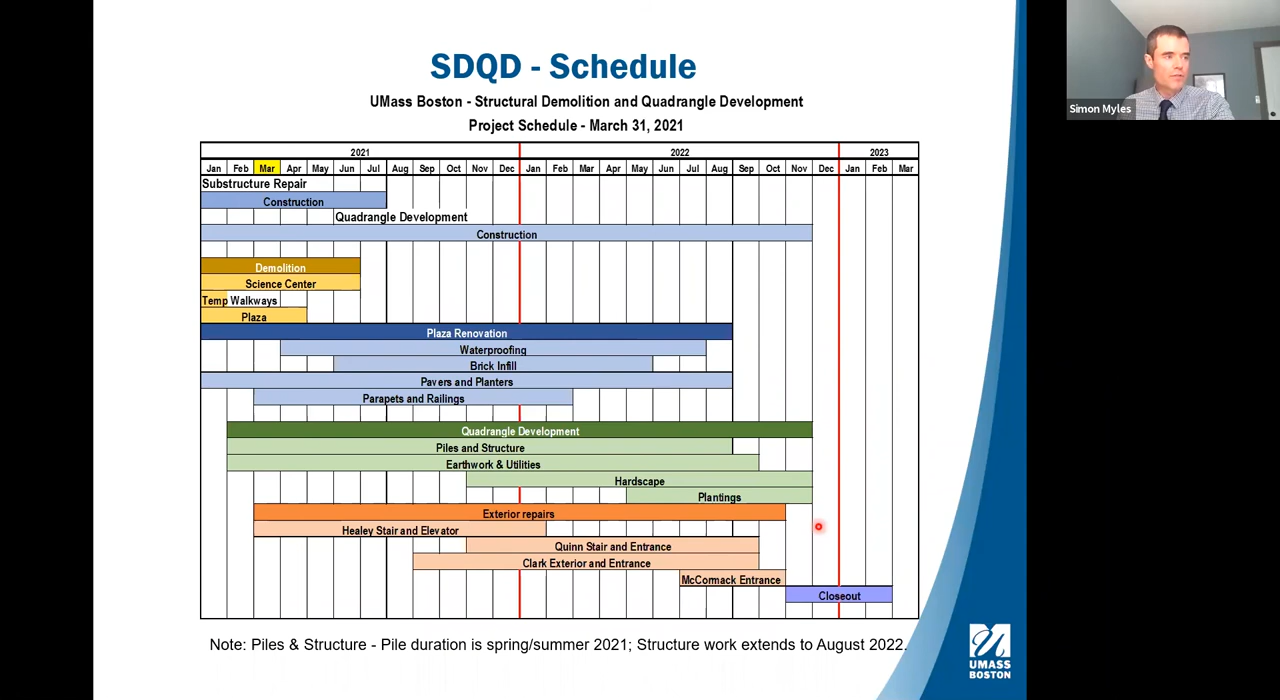 SDQD - Schedule
UMass Boston - Structural Demolition and Quadrangle Development
Project Schedule - March 31, 2021
Simon Myles
2021 2022 2023
Jan Feb Mar Apr May Jun Jul Aug Sep Oct Nov Dec Jan Feb Mar Apr May Jun Jul Aug Sep Oct Nov Dec Jan Feb Mar
Substructure Repair
Construction
Quadrangle Development
Construction
Demolition
Science Center
Temp Walkways
Plaza
Plaza Renovation
Waterproofing
Brick Infill
Pavers and Planters
Parapets and Railings
Quadrangle Development
Piles and Structure
Earthwork & Utilities
Hardscape
Plantings
Exterior repairs
Healey Stair and Elevator
Quinn Stair and Entrance
Clark Exterior and Entrance
McCormack Entrance
Closeout
Note: Piles & Structure - Pile duration is spring/summer 2021; Structure work extends to August 2022.
UMASS
BOSTON